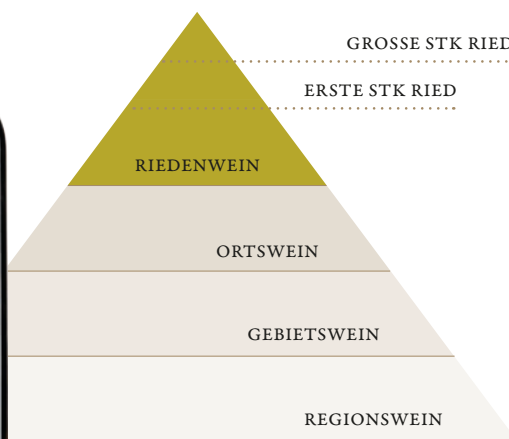 GROSSE STK RIED
ERSTE STK RIED
RIEDENWEIN
ORTSWEIN
GEBIETSWEIN
REGIONSWEIN